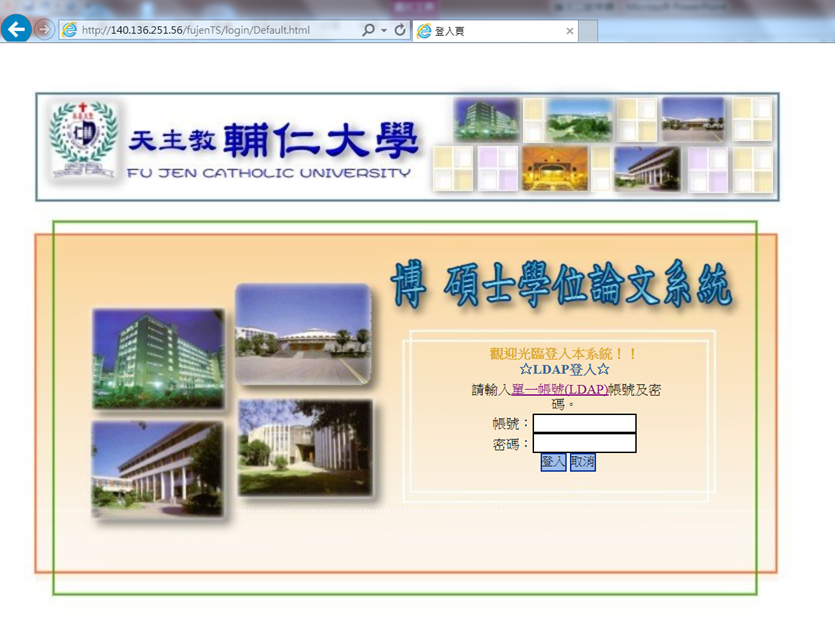 http://140.136.251.56/fujenTS/login/Default.html
登入頁
天主教 輔仁大學
FU JEN CATHOLIC UNIVERSITY
博 碩士學位論文系統
觀迎光臨登入本系統！！
☆LDAP登入☆
請輸入單一帳號(LDAP)帳號及密
碼。
帳號：
密碼：
登入 取消